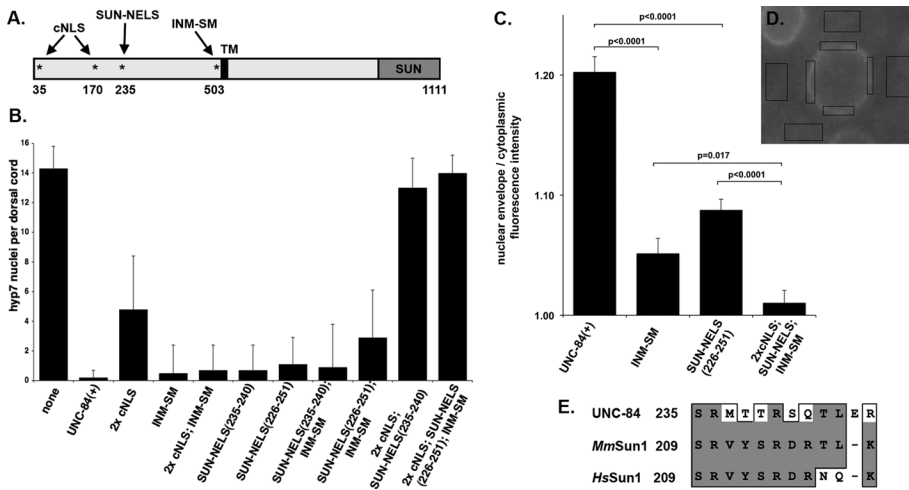 A.
SUN-NELS
cNLS
INM-SM
TM
* * * *
SUN
35 170 235 503 1111
B.
hyp7 nuclei per dorsal cord
16
14
12
10
8
6
4
2
0
none
UNC-84(+)
2x cNLS
INM-SM
2x cNLS; INM-SM
SUN-NELS(235-240)
SUN-NELS(226-251)
SUN-NELS(235-240);
INM-SM
SUN-NELS(226-251);
INM-SM
2x cNLS;
SUN-NELS(235-240)
2x cNLS; SUN-NELS
(226-251); INM-SM
C.
nuclear envelope / cytoplasmic
fluorescence intensity
p<0.0001
p<0.0001
p=0.017
p<0.0001
1.20
1.10
1.00
UNC-84(+)
INM-SM
SUN-NELS
(226-251)
2xcNLS;
SUN-NELS;
INM-SM
D.
E.
UNC-84 235 S R M T T R S Q T L E R
MmSun1 209 S R V Y S R D R T L - K
HsSun1 209 S R V Y S R D R N Q - K